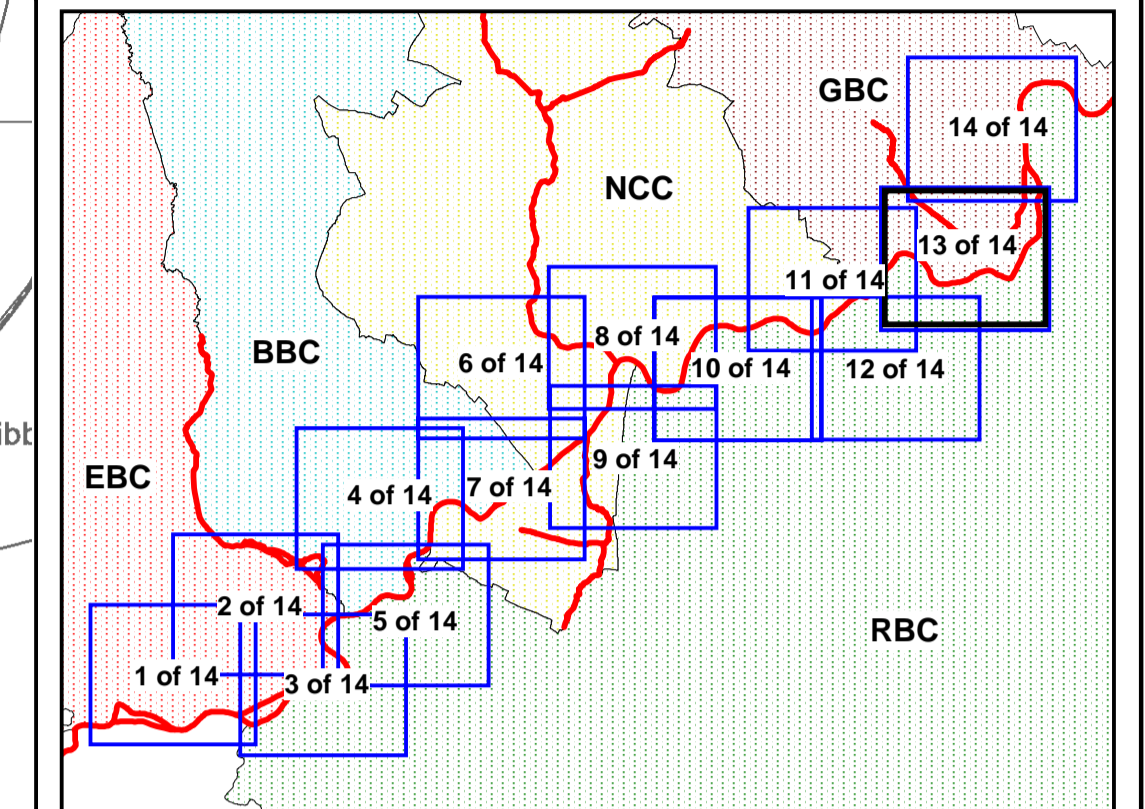 GBC
14 of 14
NCC
13 of 14
11 of 14
8 of 14
BBC
6 of 14
10 of 14
12 of 14
ibb
9 of 14
EBC
7 of 14
4 of 14
2 of 14
5 of 14
RBC
1 of 14
3 of 14